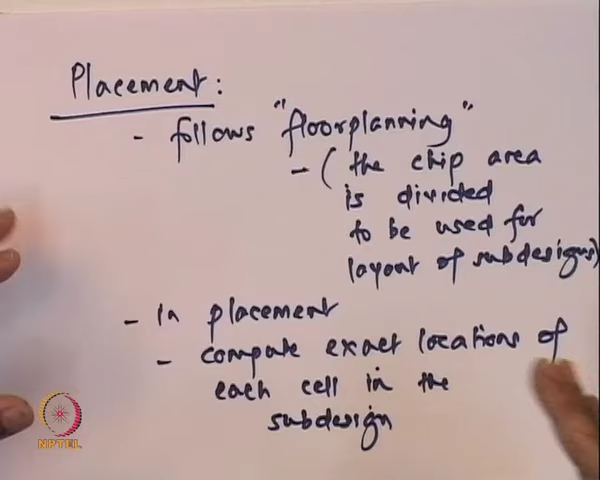 Placement:
- follows "floorplanning"
- (the chip area
is divided
to be used for
layout of subdesigns)
- In placement
- compute exact locations of
each cell in the
subdesign
NPTEL